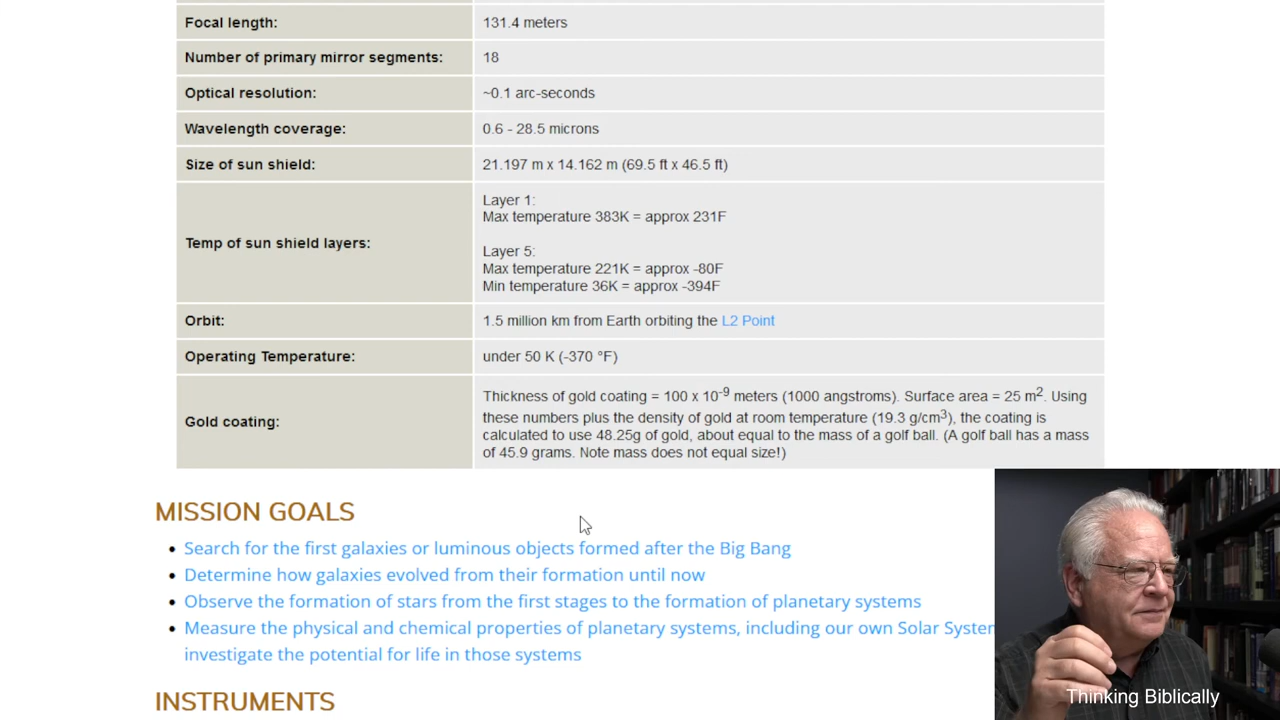 Focal length: 131.4 meters
Number of primary mirror segments: 18
Optical resolution: ~0.1 arc-seconds
Wavelength coverage: 0.6 - 28.5 microns
Size of sun shield: 21.197 m x 14.162 m (69.5 ft x 46.5 ft)
Temp of sun shield layers:
Layer 1:
Max temperature 383K = approx 231F
Layer 5:
Max temperature 221K = approx -80F
Min temperature 36K = approx -394F
Orbit: 1.5 million km from Earth orbiting the L2 Point
Operating Temperature: under 50 K (-370 °F)
Gold coating:
Thickness of gold coating = 100 x 10-9 meters (1000 angstroms). Surface area = 25 m2. Using
these numbers plus the density of gold at room temperature (19.3 g/cm3), the coating is
calculated to use 48.25g of gold, about equal to the mass of a golf ball. (A golf ball has a mass
of 45.9 grams. Note mass does not equal size!)
MISSION GOALS
• Search for the first galaxies or luminous objects formed after the Big Bang
• Determine how galaxies evolved from their formation until now
• Observe the formation of stars from the first stages to the formation of planetary systems
• Measure the physical and chemical properties of planetary systems, including our own Solar System
investigate the potential for life in those systems
INSTRUMENTS
Thinking Biblically